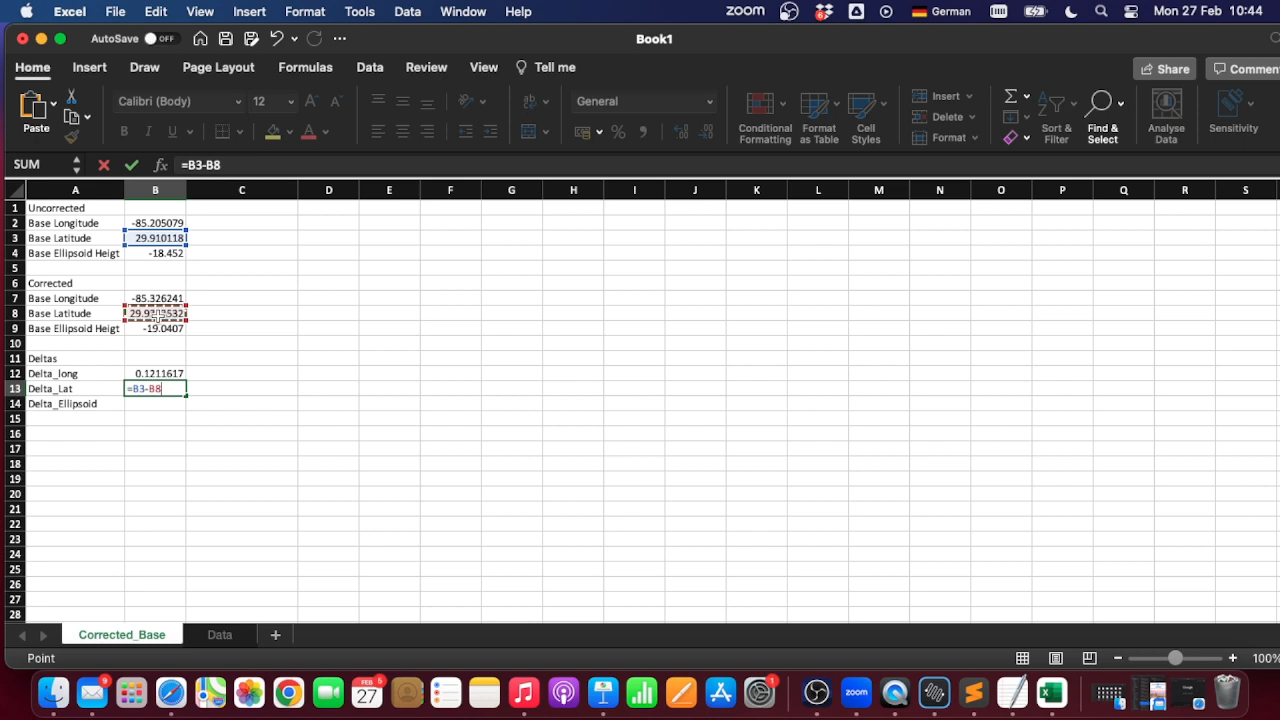 Excel File Edit View Insert Format Tools Data Window Help zoom 6 German Mon 27 Feb 10:44
AutoSave OFF Book1
Home Insert Draw Page Layout Formulas Data Review View Tell me Share Commen
Paste Calibri (Body) 12 A A General
B I U A % Conditional Formatting Format as Table Cell Styles Insert Delete Format Sort & Filter Find & Select Analyse Data Sensitivity
SUM fx =B3-B8
A B C D E F G H I J K L M N O P Q R S
1 Uncorrected
2 Base Longitude -85.205079
3 Base Latitude 29.910118
4 Base Ellipsoid Heigt -18.452
5
6 Corrected
7 Base Longitude -85.326241
8 Base Latitude
9 Base Ellipsoid Heigt -19.0407
10
11 Deltas
12 Delta_long 0.1211617
13 Delta_Lat =B3-B8
14 Delta_Ellipsoid
15
16
17
18
19
20
21
22
23
24
25
26
27
28
Corrected_Base Data +
Point 100%
9 FEB 27 5 1 zoom